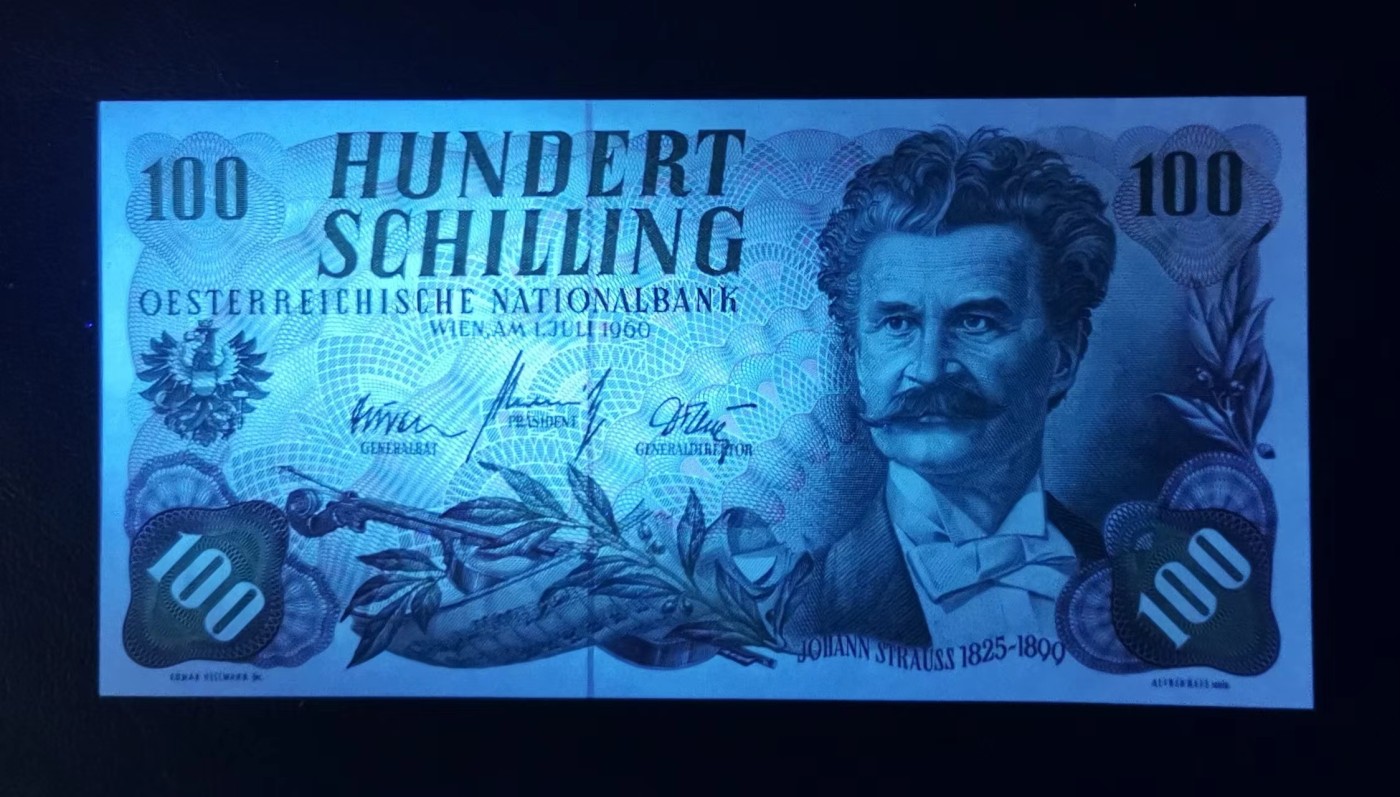 100
HUNDERT
SCHILLING
100
OESTERREICHISCHE NATIONALBANK
WIEN, AM 1. JULI 1960
GENERALRAT
PRÄSIDENT
GENERALDIREKTOR
100
100
JOHANN STRAUSS 1825-1899